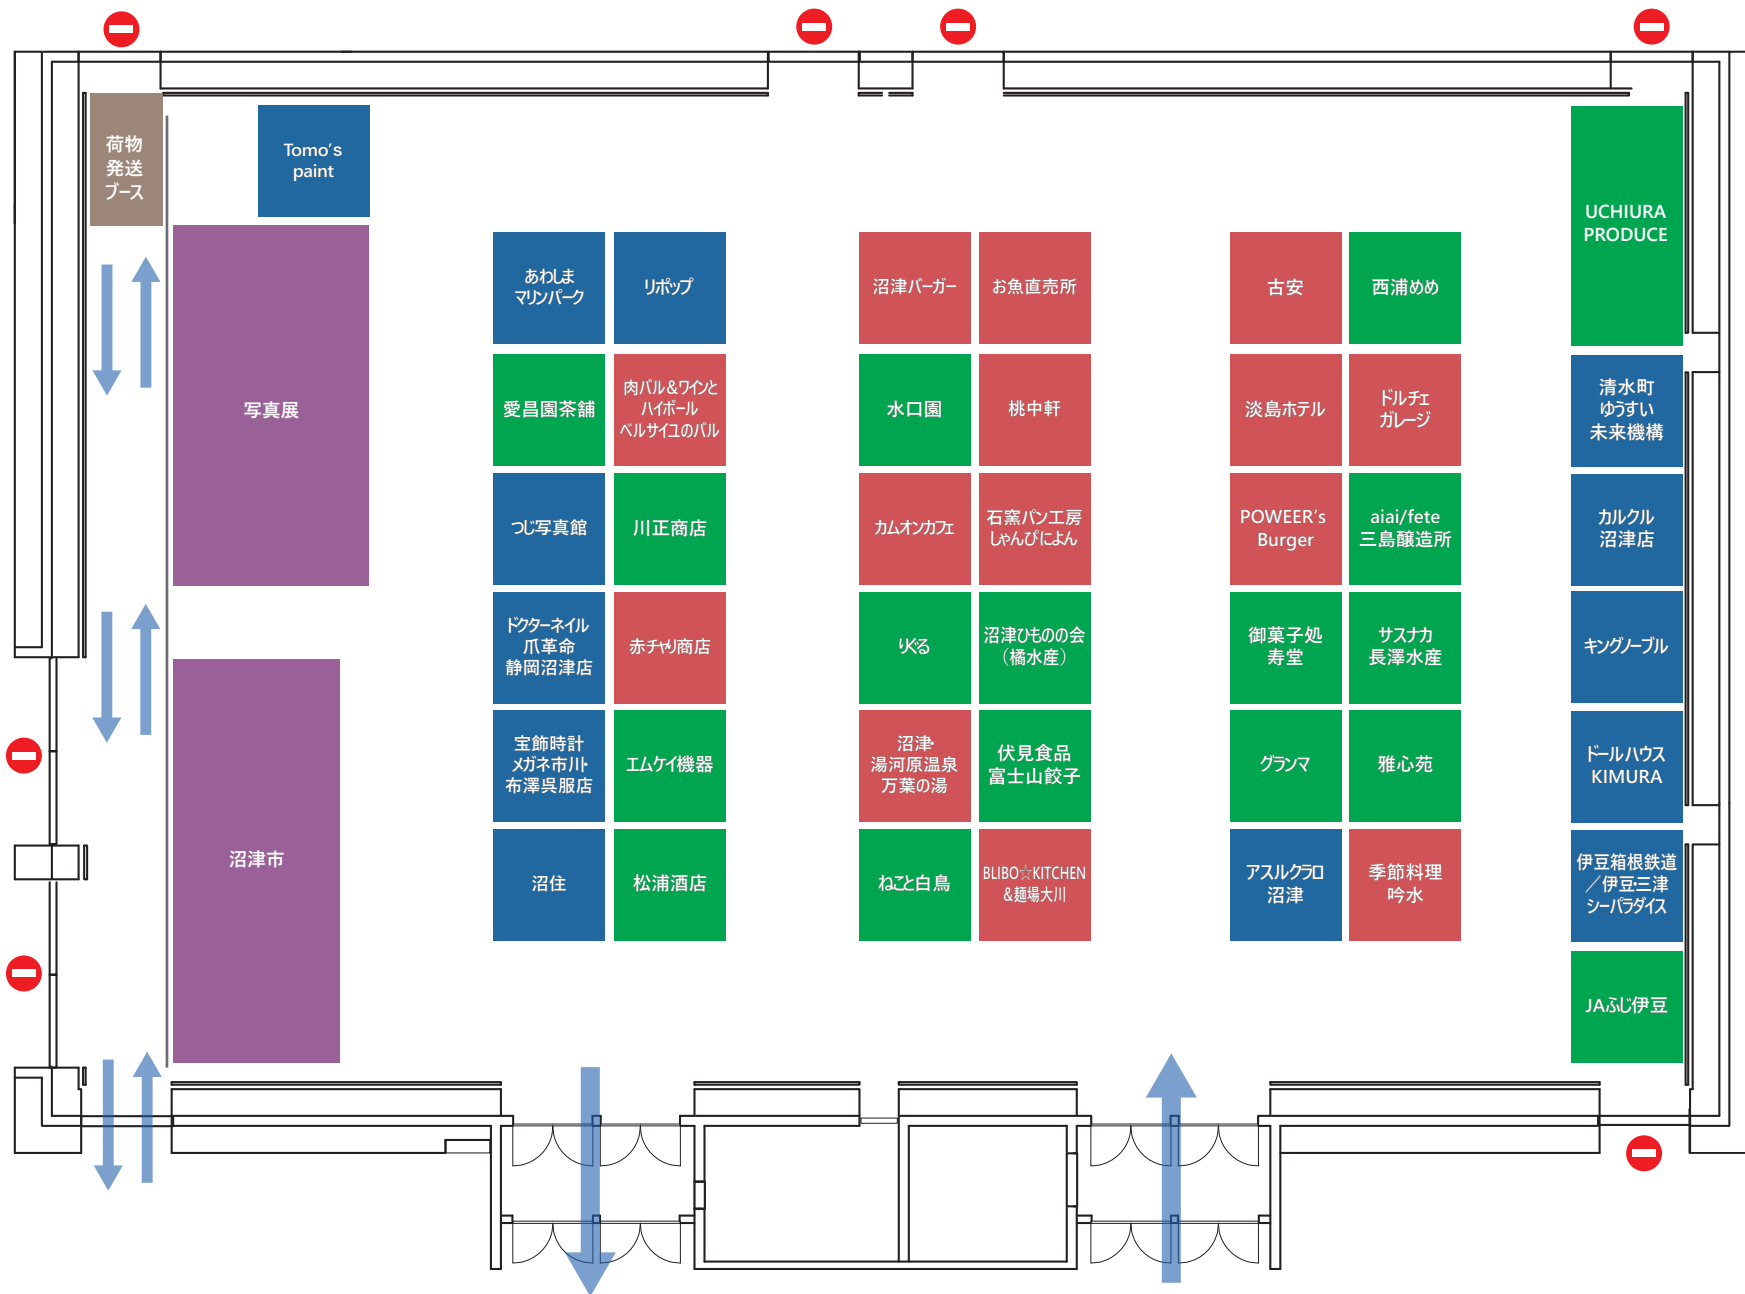 荷物
発送
ブース
Tomo's
paint
写真展
沼津市
あわしま
マリンパーク
リポップ
愛昌園茶舗
肉バル＆ワインと
ハイボール
ベルサイユのバル
つじ写真館
川正商店
ドクターネイル
爪革命
静岡沼津店
赤チャリ商店
宝飾時計
メガネ市川・
布澤呉服店
エムケイ機器
沼住
松浦酒店
沼津バーガー
お魚直売所
水口園
桃中軒
カムオンカフェ
石窯パン工房
しゃんぴによん
りくる
沼津ひものの会
（橘水産）
沼津・
湯河原温泉
万葉の湯
伏見食品
富士山餃子
ねこと白鳥
BLIBO☆KITCHEN
＆麺場大川
古安
西浦めめ
淡島ホテル
ドルチェ
ガレージ
POWEER's
Burger
aiai/fete
三島醸造所
御菓子処
寿堂
サスナカ
長澤水産
グランマ
雅心苑
アスルクラロ
沼津
季節料理
吟水
UCHIURA
PRODUCE
清水町
ゆうすい
未来機構
カルクル
沼津店
キングノーブル
ドールハウス
KIMURA
伊豆箱根鉄道
／伊豆・三津
シーパラダイス
JAふじ伊豆